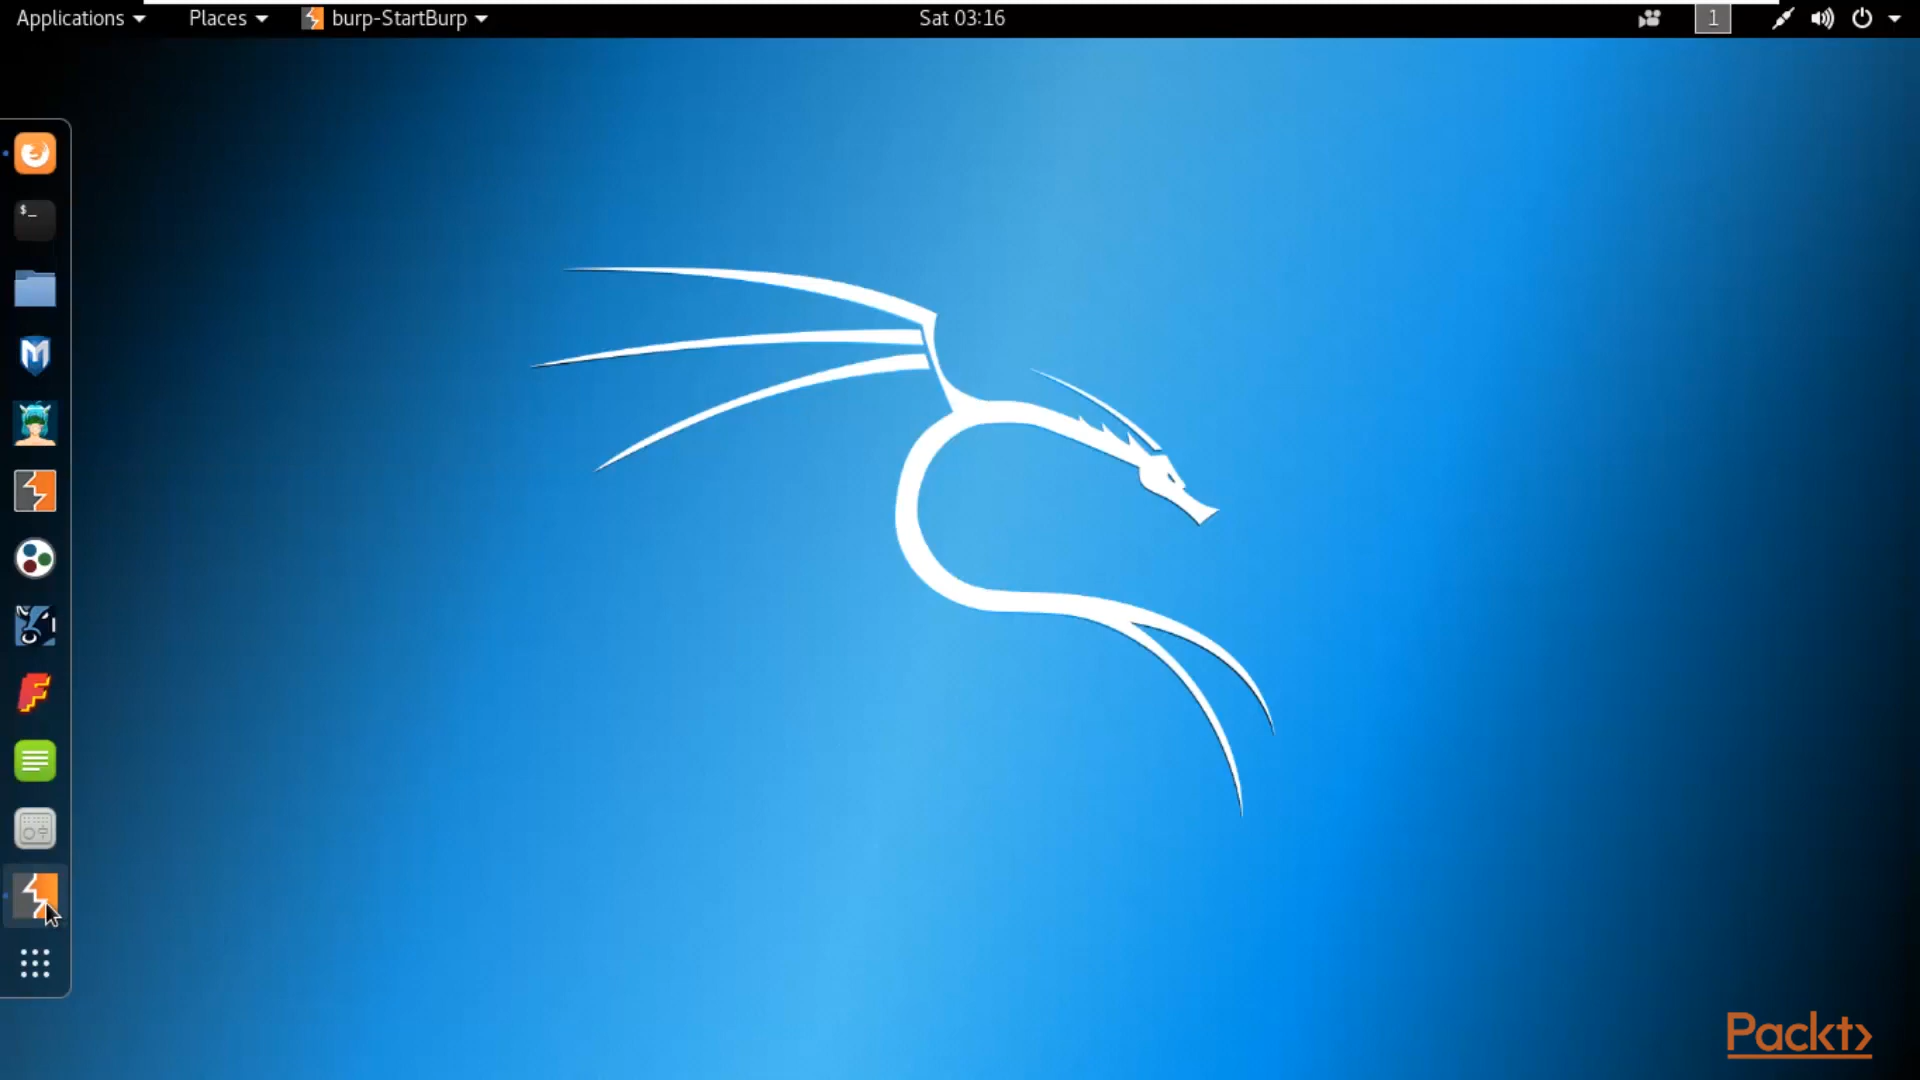 Applications
Places
burp-StartBurp
Sat 03:16
1
$_
M
F
Packt>